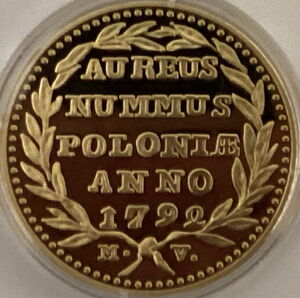 AUREUS
NUMMUS
POLONIÆ
ANNO
1792
M. V.